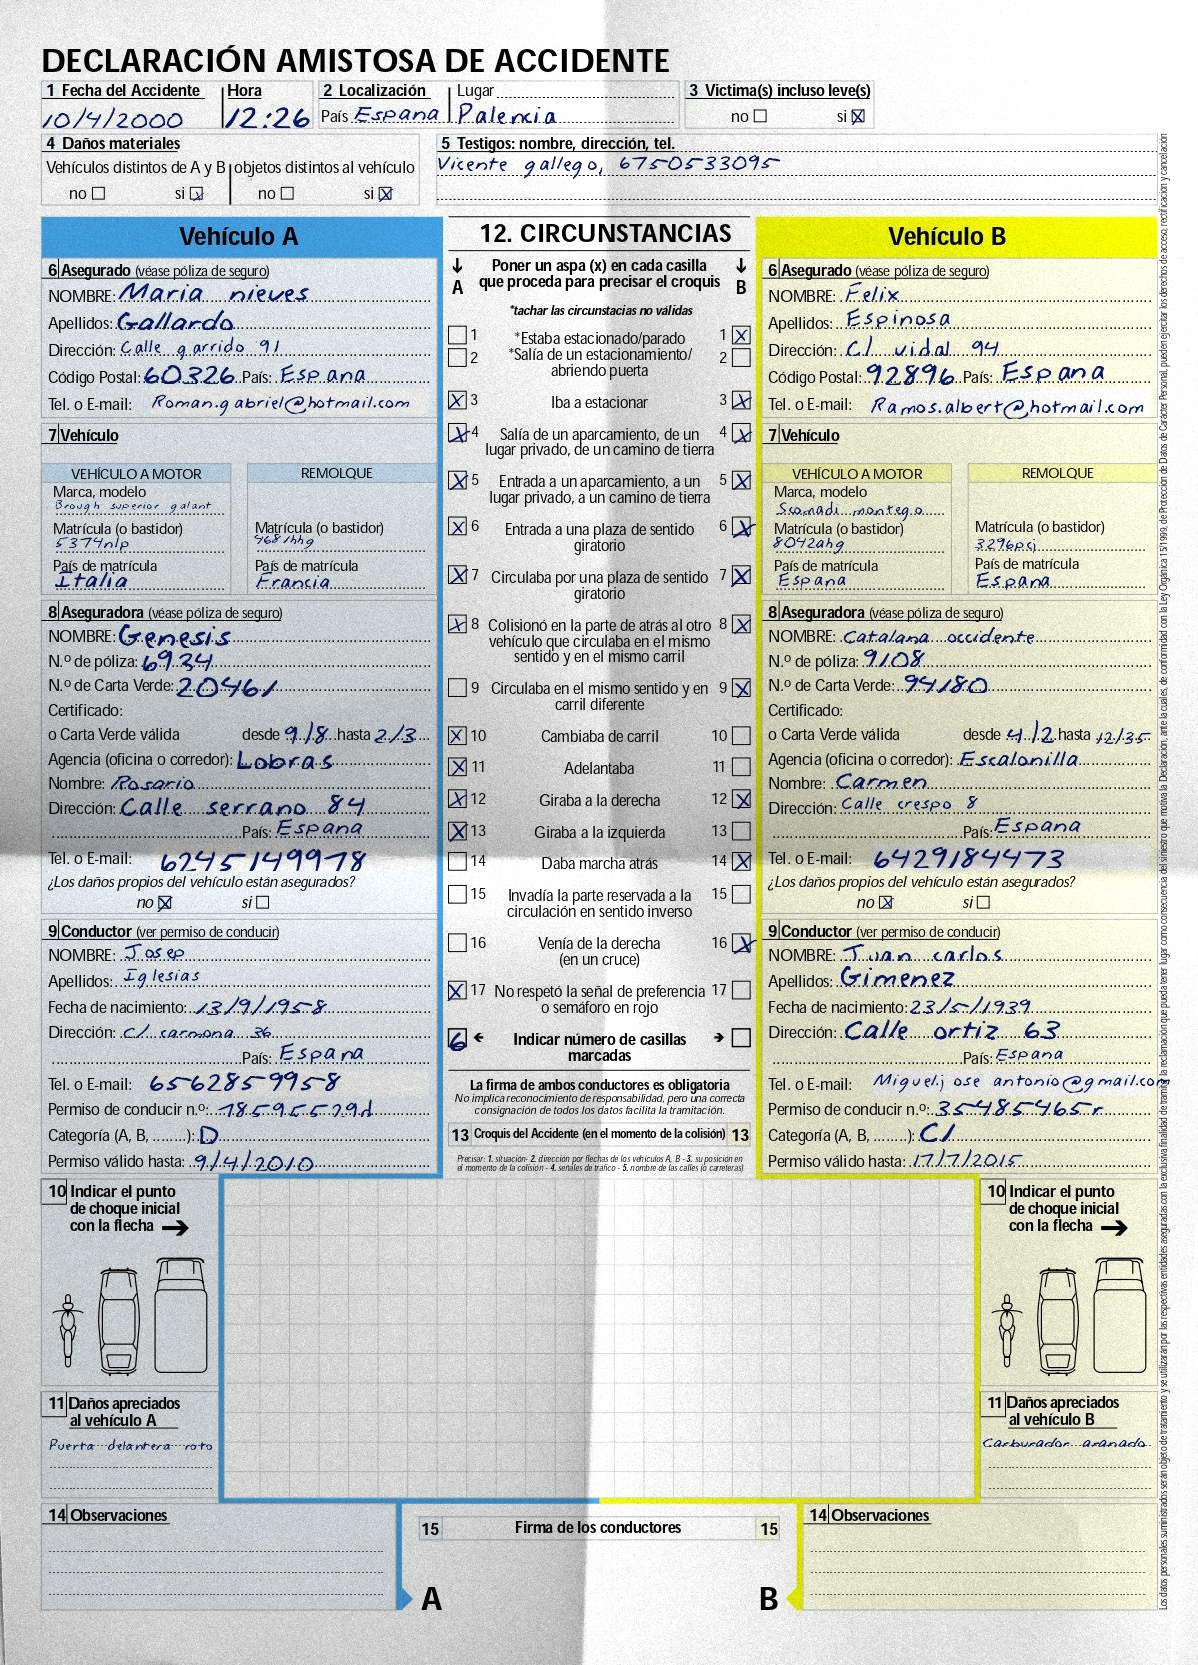 DECLARACIÓN AMISTOSA DE ACCIDENTE
1 Fecha del Accidente Hora 2 Localización Lugar 3 Victima(s) incluso leve(s)
10/4/2000 12:26 País Espana Palencia no si
4 Daños materiales 5 Testigos: nombre, dirección, tel.
Vehículos distintos de A y B objetos distintos al vehículo Vicente gallego, 6750533095
no si no si
Vehículo A
6 Asegurado (véase póliza de seguro)
NOMBRE: Maria nieves
Apellidos: Gallardo
Dirección: Calle garrido 91
Código Postal: 60326 País: Espana
Tel. o E-mail: Roman.gabriel@hotmail.com
7 Vehículo
VEHÍCULO A MOTOR REMOLQUE
Marca, modelo
Brough superior galant
Matrícula (o bastidor) Matrícula (o bastidor)
5374nlp 4681hhg
País de matrícula País de matrícula
Italia Francia
8 Aseguradora (véase póliza de seguro)
NOMBRE: Genesis
N.º de póliza: 6934
N.º de Carta Verde: 20461
Certificado:
o Carta Verde válida desde 9/8 hasta 2/3
Agencia (oficina o corredor): Lobras
Nombre: Rosario
Dirección: Calle serrano 84
País: Espana
Tel. o E-mail: 6245149978
¿Los daños propios del vehículo están asegurados?
no si
9 Conductor (ver permiso de conducir)
NOMBRE: Josep
Apellidos: Iglesias
Fecha de nacimiento: 13/9/1958
Dirección: C/ carmona 36
País: Espana
Tel. o E-mail: 6562859958
Permiso de conducir n.º: 78595529d
Categoría (A, B, ........): D
Permiso válido hasta: 9/4/2010
12. CIRCUNSTANCIAS
A Poner un aspa (x) en cada casilla que proceda para precisar el croquis B
*tachar las circunstacias no válidas
1 *Estaba estacionado/parado 1
2 *Salía de un estacionamiento/ 2
abriendo puerta
3 Iba a estacionar 3
4 Salía de un aparcamiento, de un 4
lugar privado, de un camino de tierra
5 Entrada a un aparcamiento, a un 5
lugar privado, a un camino de tierra
6 Entrada a una plaza de sentido 6
giratorio
7 Circulaba por una plaza de sentido 7
giratorio
8 Colisionó en la parte de atrás al otro 8
vehículo que circulaba en el mismo
sentido y en el mismo carril
9 Circulaba en el mismo sentido y en 9
carril diferente
10 Cambiaba de carril 10
11 Adelantaba 11
12 Giraba a la derecha 12
13 Giraba a la izquierda 13
14 Daba marcha atrás 14
15 Invadía la parte reservada a la 15
circulación en sentido inverso
16 Venía de la derecha 16
(en un cruce)
17 No respetó la señal de preferencia 17
o semáforo en rojo
6 Indicar número de casillas
marcadas
La firma de ambos conductores es obligatoria
No implica reconocimiento de responsabilidad, pero una correcta
consignación de todos los datos facilita la tramitación.
13 Croquis del Accidente (en el momento de la colisión) 13
Precisar: 1. situación- 2. dirección por flechas de los vehículos A, B - 3. su posición en
el momento de la colisión - 4. señales de tráfico - 5. nombre de las calles (o carreteras)
Vehículo B
6 Asegurado (véase póliza de seguro)
NOMBRE: Felix
Apellidos: Espinosa
Dirección: C/ vidal 94
Código Postal: 92896 País: Espana
Tel. o E-mail: Ramos.albert@hotmail.com
7 Vehículo
VEHÍCULO A MOTOR REMOLQUE
Marca, modelo
Scomadi montego
Matrícula (o bastidor) Matrícula (o bastidor)
8042ahg 3296pcj
País de matrícula País de matrícula
Espana Espana
8 Aseguradora (véase póliza de seguro)
NOMBRE: Catalana occidente
N.º de póliza: 9108
N.º de Carta Verde: 94180
Certificado:
o Carta Verde válida desde 4/2 hasta 12/35
Agencia (oficina o corredor): Escalonilla
Nombre: Carmen
Dirección: Calle crespo 8
País: Espana
Tel. o E-mail: 6429184473
¿Los daños propios del vehículo están asegurados?
no si
9 Conductor (ver permiso de conducir)
NOMBRE: Juan carlos
Apellidos: Gimenez
Fecha de nacimiento: 23/5/1939
Dirección: Calle ortiz 63
País: Espana
Tel. o E-mail: Miguel.jose antonio@gmail.com
Permiso de conducir n.º: 35485465r
Categoría (A, B, ........): C1
Permiso válido hasta: 17/7/2015
10 Indicar el punto
de choque inicial
con la flecha
11 Daños apreciados
al vehículo A
Puerta delantera roto
10 Indicar el punto
de choque inicial
con la flecha
11 Daños apreciados
al vehículo B
Carburador aranado
14 Observaciones
15 Firma de los conductores 15
A B
14 Observaciones
Los datos personales suministrados serán objeto de tratamiento y se utilizarán por las respectivas entidades aseguradas con la exclusiva finalidad de tramitar la reclamación que pueda tener lugar como consecuencia del siniestro que motiva la Declaración, ante la cuales, de conformidad con la Ley Orgánica 15/1999, de Protección de Datos de Carácter Personal, pueden ejercitar los derechos de acceso, rectificación y cancelación